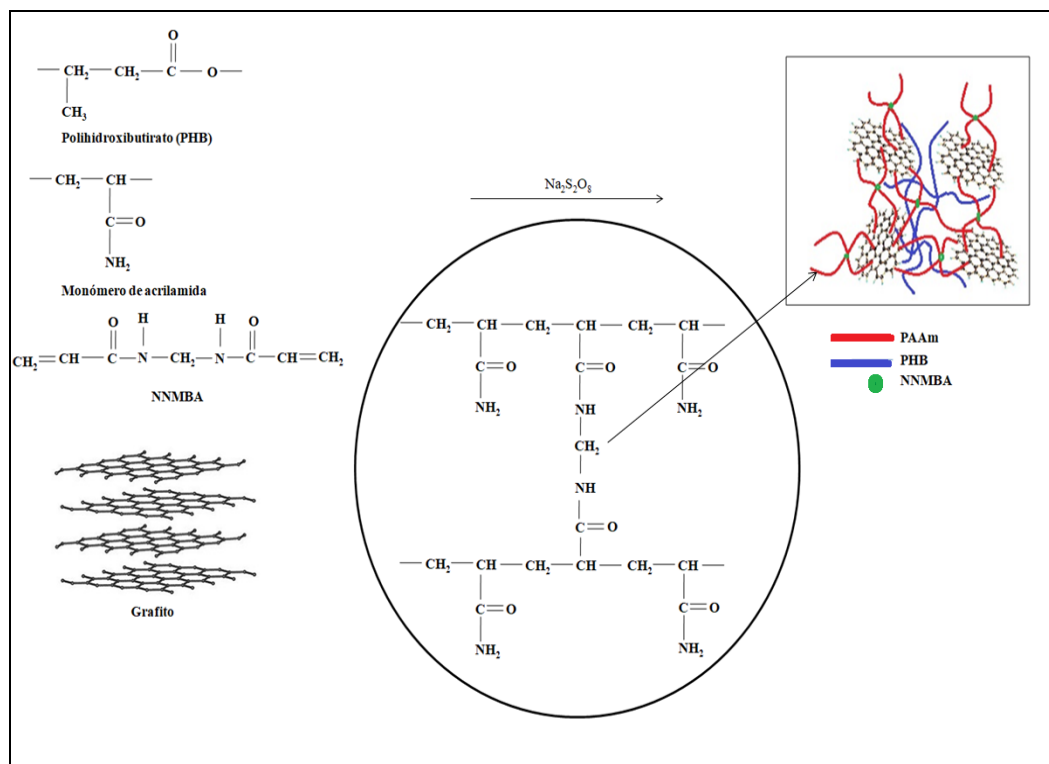 O
— CH₂ — CH₂ — C — O —
CH₃
Polihidroxibutirato (PHB)
— CH₂ — CH —
C=O
NH₂
Monómero de acrilamida
O H H O
CH₂=CH — C — N — CH₂ — N — C — CH=CH₂
NNMBA
Grafito
Na₂S₂O₈
— CH₂ — CH — CH₂ — CH — CH₂ — CH —
C=O C=O C=O
NH₂ NH NH₂
CH₂
NH
C=O
— CH₂ — CH — CH₂ — CH — CH₂ — CH —
C=O C=O
NH₂ NH₂
PAAm
PHB
NNMBA